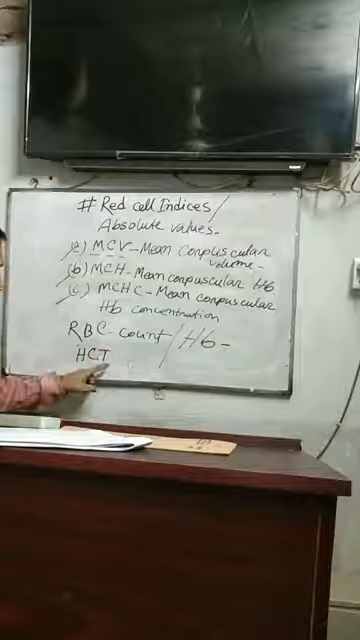 # Red cell Indices /
Absolute values.
(a) MCV - Mean Corpuscular volume -
(b) MCH - Mean corpuscular Hb
(c) MCHC - Mean corpuscular
Hb concentration
RBC - count / Hb -
HCT